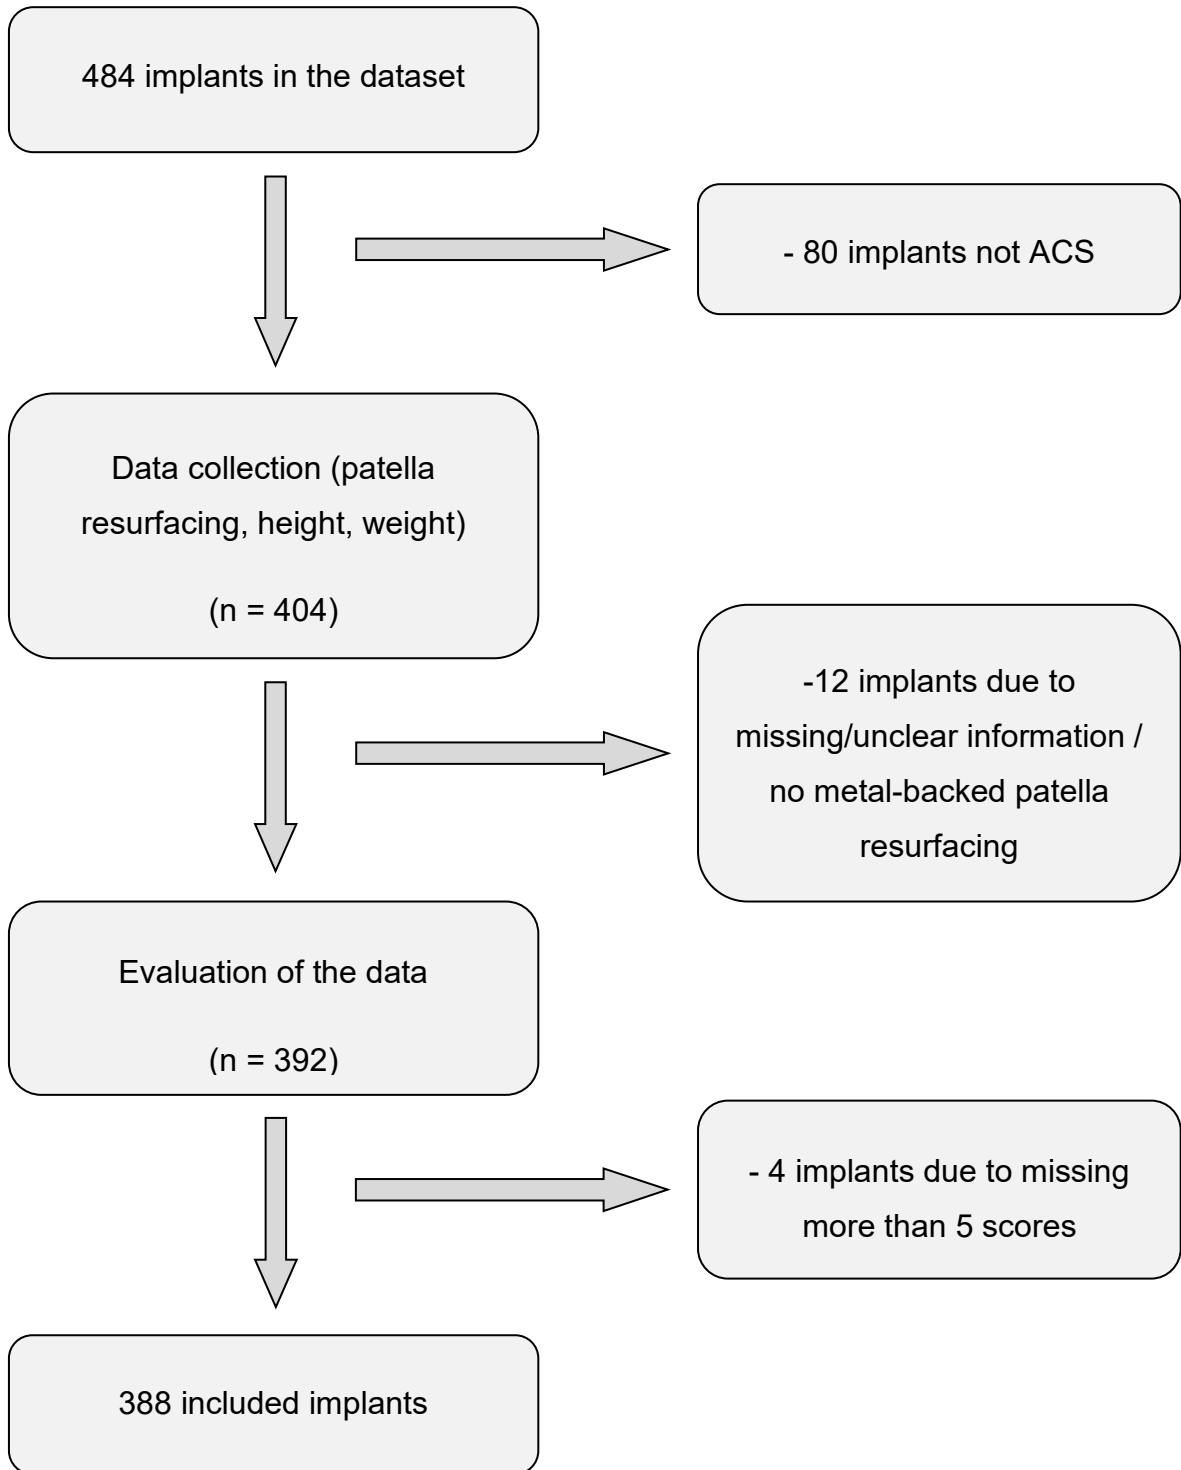 484 implants in the dataset
- 80 implants not ACS
Data collection (patella
resurfacing, height, weight)
(n = 404)
-12 implants due to
missing/unclear information /
no metal-backed patella
resurfacing
Evaluation of the data
(n = 392)
- 4 implants due to missing
more than 5 scores
388 included implants